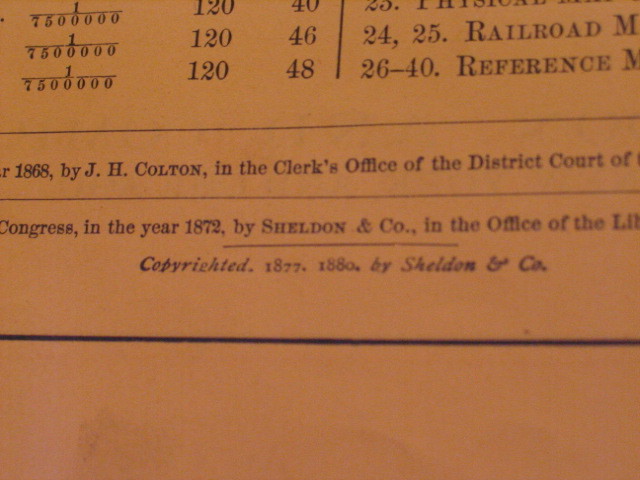 1/7500000 120 40 23. PHYSICAL
1/7500000 120 46 24, 25. RAILROAD M
1/7500000 120 48 26–40. REFERENCE M
r 1868, by J. H. COLTON, in the Clerk's Office of the District Court of
Congress, in the year 1872, by SHELDON & Co., in the Office of the Lib
Copyrighted. 1877. 1880. by Sheldon & Co.